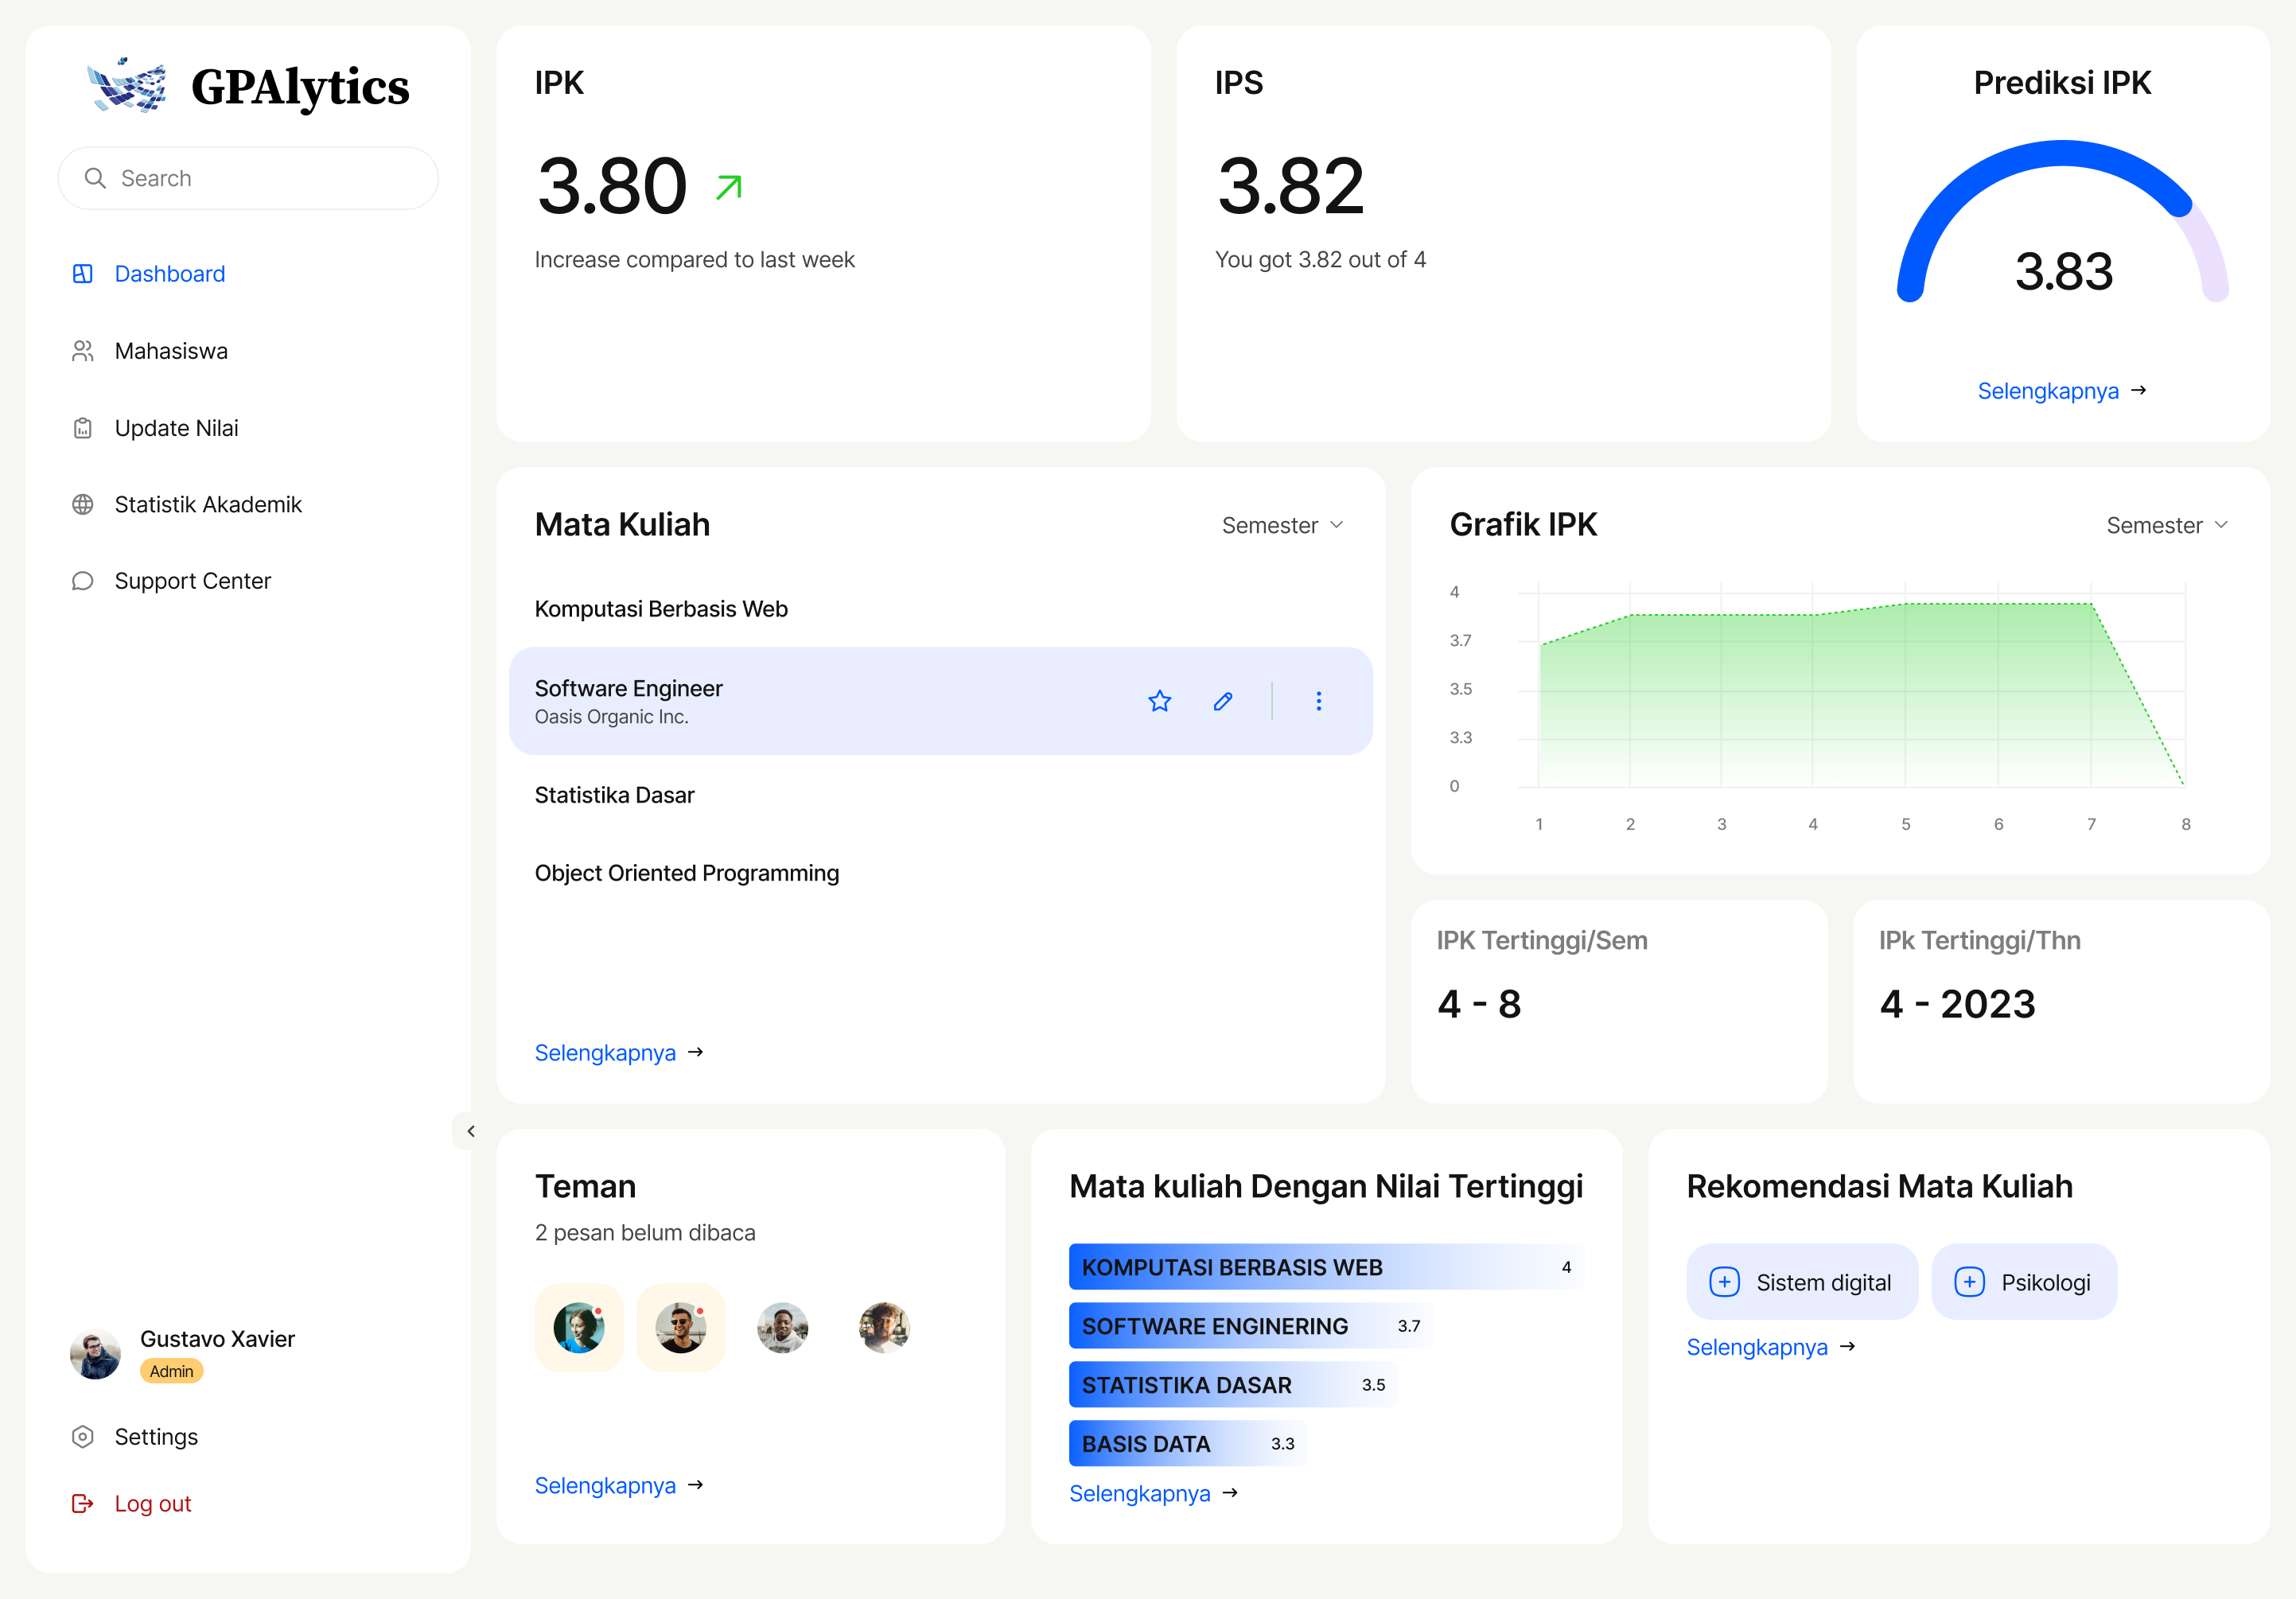 GPAlytics
Search
Dashboard
Mahasiswa
Update Nilai
Statistik Akademik
Support Center
Gustavo Xavier
Admin
Settings
Log out
IPK
3.80
Increase compared to last week
IPS
3.82
You got 3.82 out of 4
Prediksi IPK
3.83
Selengkapnya
Mata Kuliah
Semester
Komputasi Berbasis Web
Software Engineer
Oasis Organic Inc.
Statistika Dasar
Object Oriented Programming
Selengkapnya
Grafik IPK
Semester
4
3.7
3.5
3.3
0
1 2 3 4 5 6 7 8
IPK Tertinggi/Sem
4 - 8
IPk Tertinggi/Thn
4 - 2023
Teman
2 pesan belum dibaca
Selengkapnya
Mata kuliah Dengan Nilai Tertinggi
KOMPUTASI BERBASIS WEB 4
SOFTWARE ENGINERING 3.7
STATISTIKA DASAR 3.5
BASIS DATA 3.3
Selengkapnya
Rekomendasi Mata Kuliah
Sistem digital
Psikologi
Selengkapnya